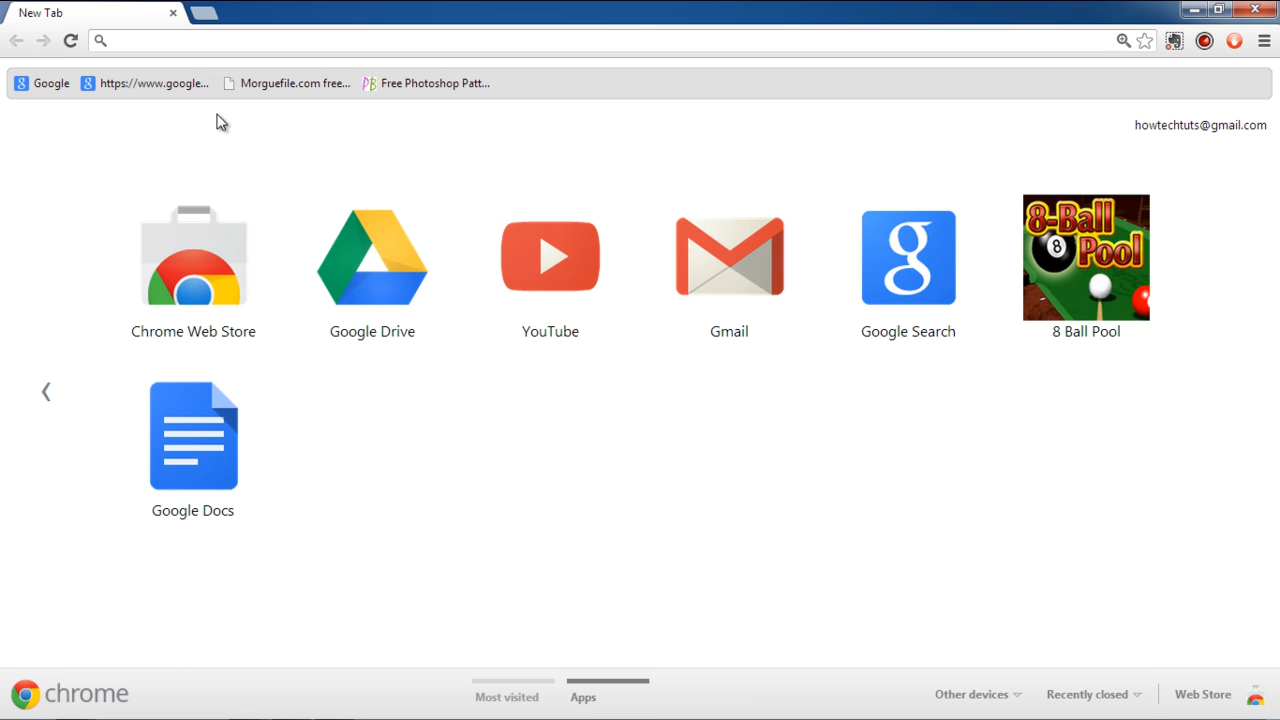 New Tab
Google
https://www.google...
Morguefile.com free...
PB
Free Photoshop Patt...
howtechtuts@gmail.com
8-Ball
8
Pool
Chrome Web Store
Google Drive
YouTube
Gmail
Google Search
8 Ball Pool
Google Docs
chrome
Most visited
Apps
Other devices
Recently closed
Web Store